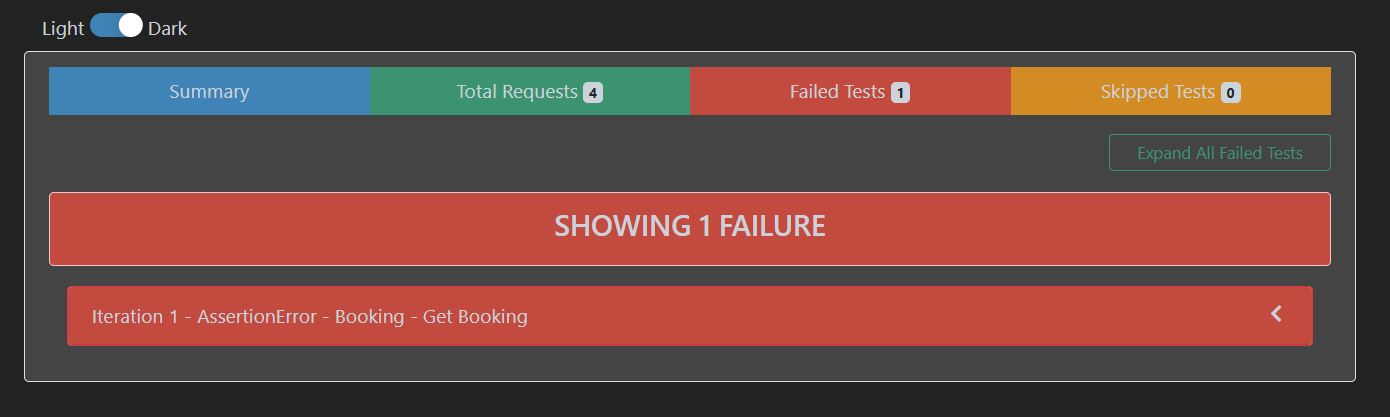 Light Dark
Summary Total Requests 4 Failed Tests 1 Skipped Tests 0
Expand All Failed Tests
SHOWING 1 FAILURE
Iteration 1 - AssertionError - Booking - Get Booking